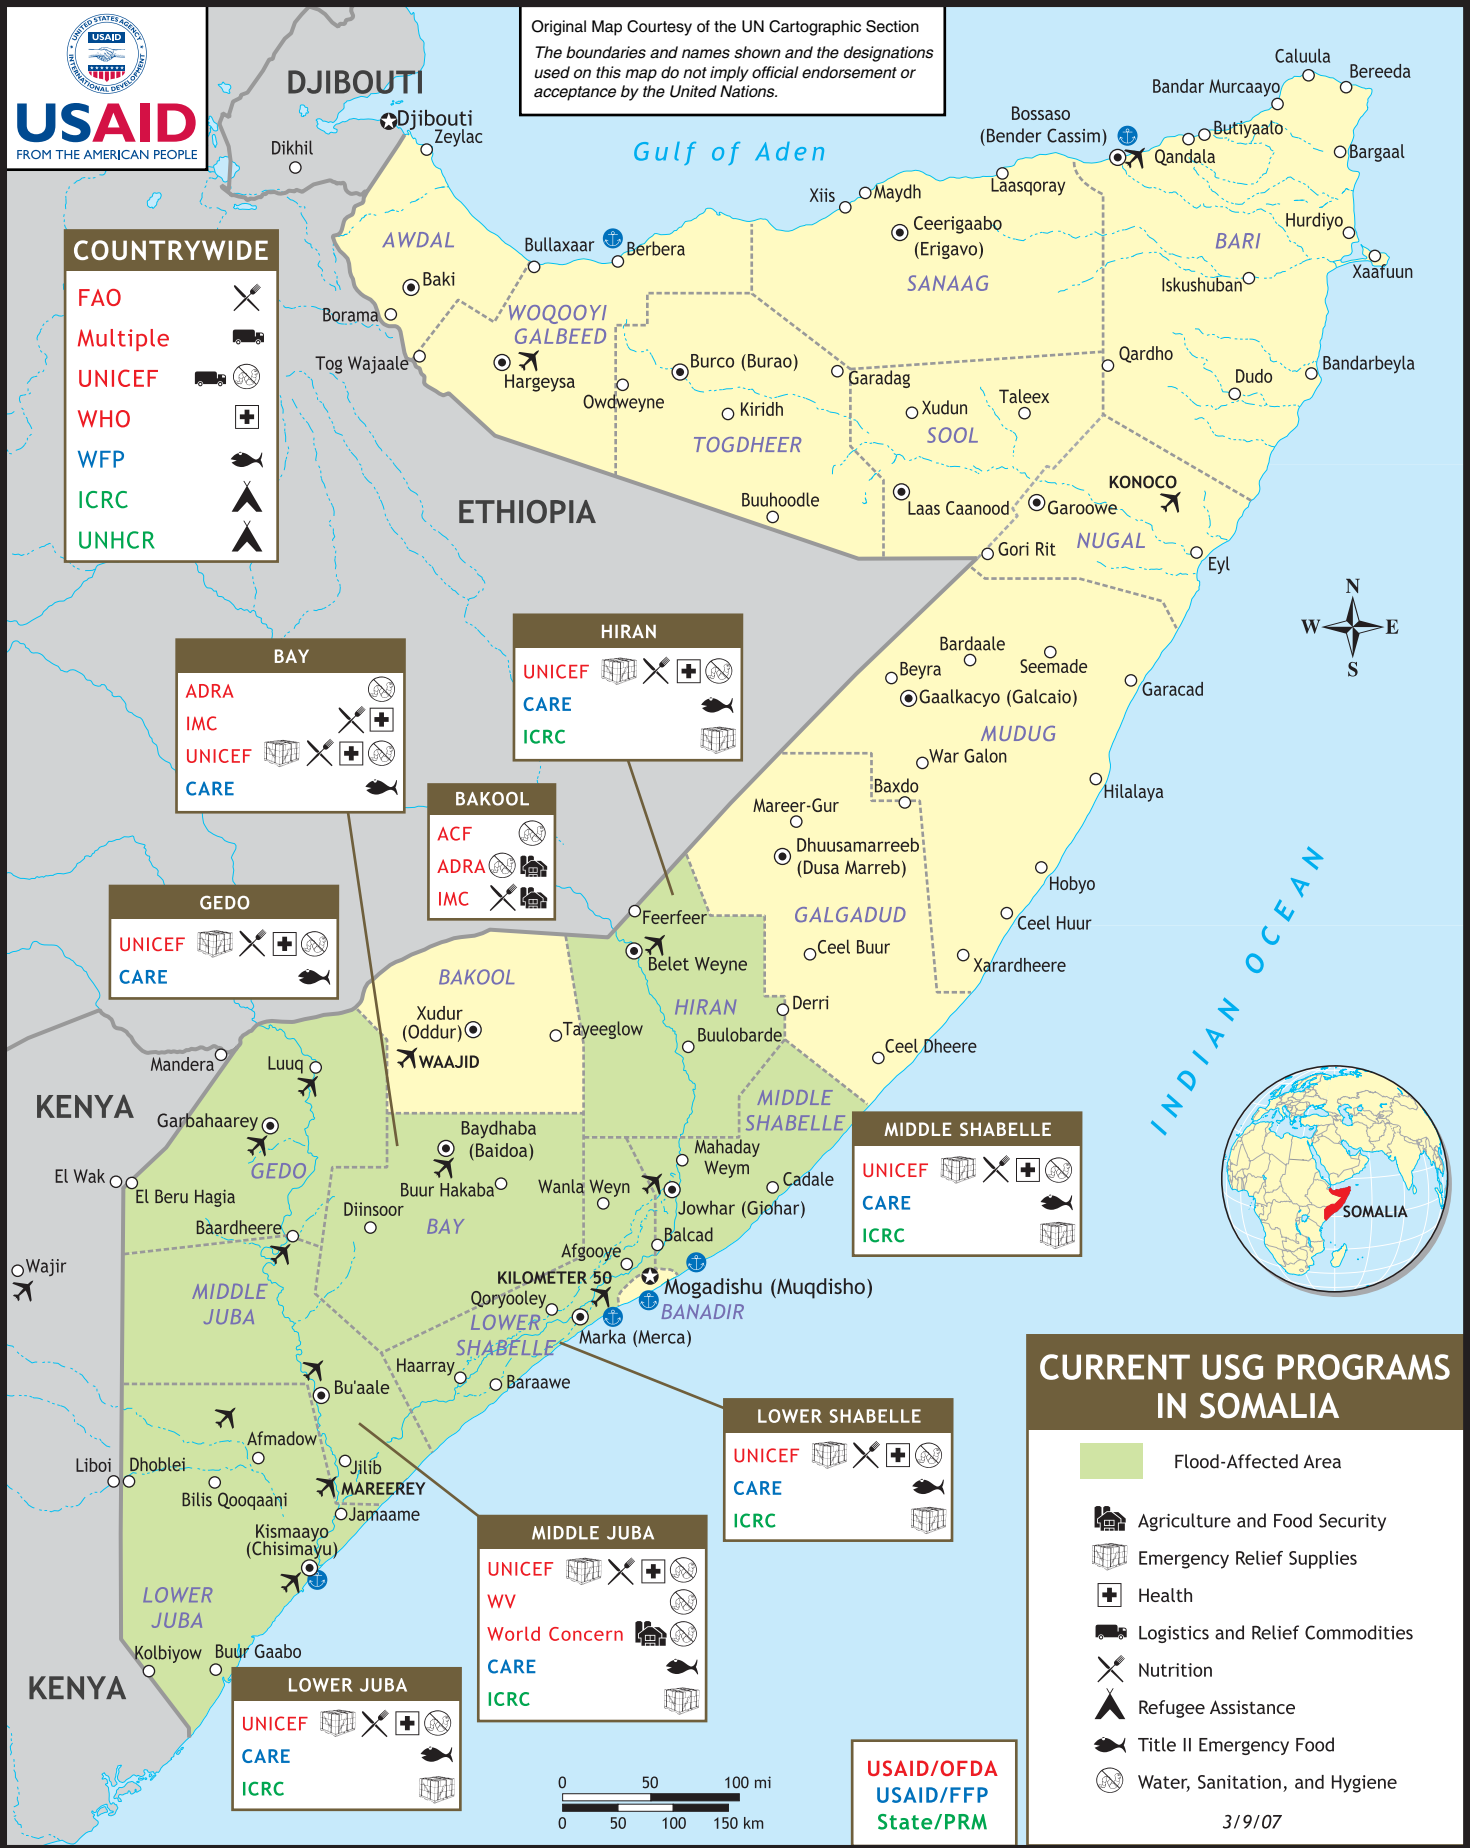 UNITED STATES AGENCY
INTERNATIONAL DEVELOPMENT
USAID
USAID
FROM THE AMERICAN PEOPLE
Original Map Courtesy of the UN Cartographic Section
The boundaries and names shown and the designations
used on this map do not imply official endorsement or
acceptance by the United Nations.
DJIBOUTI
Djibouti
Zeylac
Dikhil
Gulf of Aden
Caluula
Bereeda
Bandar Murcaayo
Bossaso
(Bender Cassim)
Butiyaalo
Qandala
Bargaal
Laasqoray
Xiis
Maydh
Ceerigaabo
(Erigavo)
SANAAG
Hurdiyo
BARI
Xaafuun
Iskushuban
AWDAL
Bullaxaar
Berbera
Baki
Borama
WOQOOYI
GALBEED
Tog Wajaale
Hargeysa
Burco (Burao)
Owdweyne
Kiridh
TOGDHEER
Garadag
Xudun
Taleex
SOOL
Qardho
Dudo
Bandarbeyla
Buuhoodle
Laas Caanood
KONOCO
Garoowe
NUGAL
Gori Rit
Eyl
ETHIOPIA
COUNTRYWIDE
FAO
Multiple
UNICEF
WHO
WFP
ICRC
UNHCR
N
W
E
S
HIRAN
UNICEF
CARE
ICRC
BAY
ADRA
IMC
UNICEF
CARE
BAKOOL
ACF
ADRA
IMC
GEDO
UNICEF
CARE
Bardaale
Seemade
Beyra
Gaalkacyo (Galcaio)
Garacad
MUDUG
War Galon
Baxdo
Hilalaya
Mareer-Gur
Dhuusamarreeb
(Dusa Marreb)
Hobyo
GALGADUD
Ceel Huur
Ceel Buur
Xarardheere
Derri
Ceel Dheere
INDIAN OCEAN
Feerfeer
Belet Weyne
HIRAN
Buulobarde
BAKOOL
Xudur
(Oddur)
Tayeeglow
WAAJID
Mandera
Luuq
KENYA
Garbahaarey
GEDO
El Wak
El Beru Hagia
Baardheere
Wajir
Baydhaba
(Baidoa)
Buur Hakaba
Diinsoor
BAY
MIDDLE
SHABELLE
Mahaday
Weym
Wanla Weyn
Cadale
Jowhar (Giohar)
Balcad
Afgooye
KILOMETER 50
Mogadishu (Muqdisho)
BANADIR
Qoryooley
LOWER
SHABELLE
Marka (Merca)
Haarray
Baraawe
MIDDLE
JUBA
Bu'aale
Afmadow
Liboi
Dhoblei
Bilis Qooqaani
Jilib
MAREEREY
Jamaame
Kismaayo
(Chisimayu)
LOWER
JUBA
Kolbiyow
Buur Gaabo
KENYA
MIDDLE SHABELLE
UNICEF
CARE
ICRC
SOMALIA
LOWER SHABELLE
UNICEF
CARE
ICRC
MIDDLE JUBA
UNICEF
WV
World Concern
CARE
ICRC
LOWER JUBA
UNICEF
CARE
ICRC
0 50 100 mi
0 50 100 150 km
USAID/OFDA
USAID/FFP
State/PRM
CURRENT USG PROGRAMS
IN SOMALIA
Flood-Affected Area
Agriculture and Food Security
Emergency Relief Supplies
Health
Logistics and Relief Commodities
Nutrition
Refugee Assistance
Title II Emergency Food
Water, Sanitation, and Hygiene
3/9/07